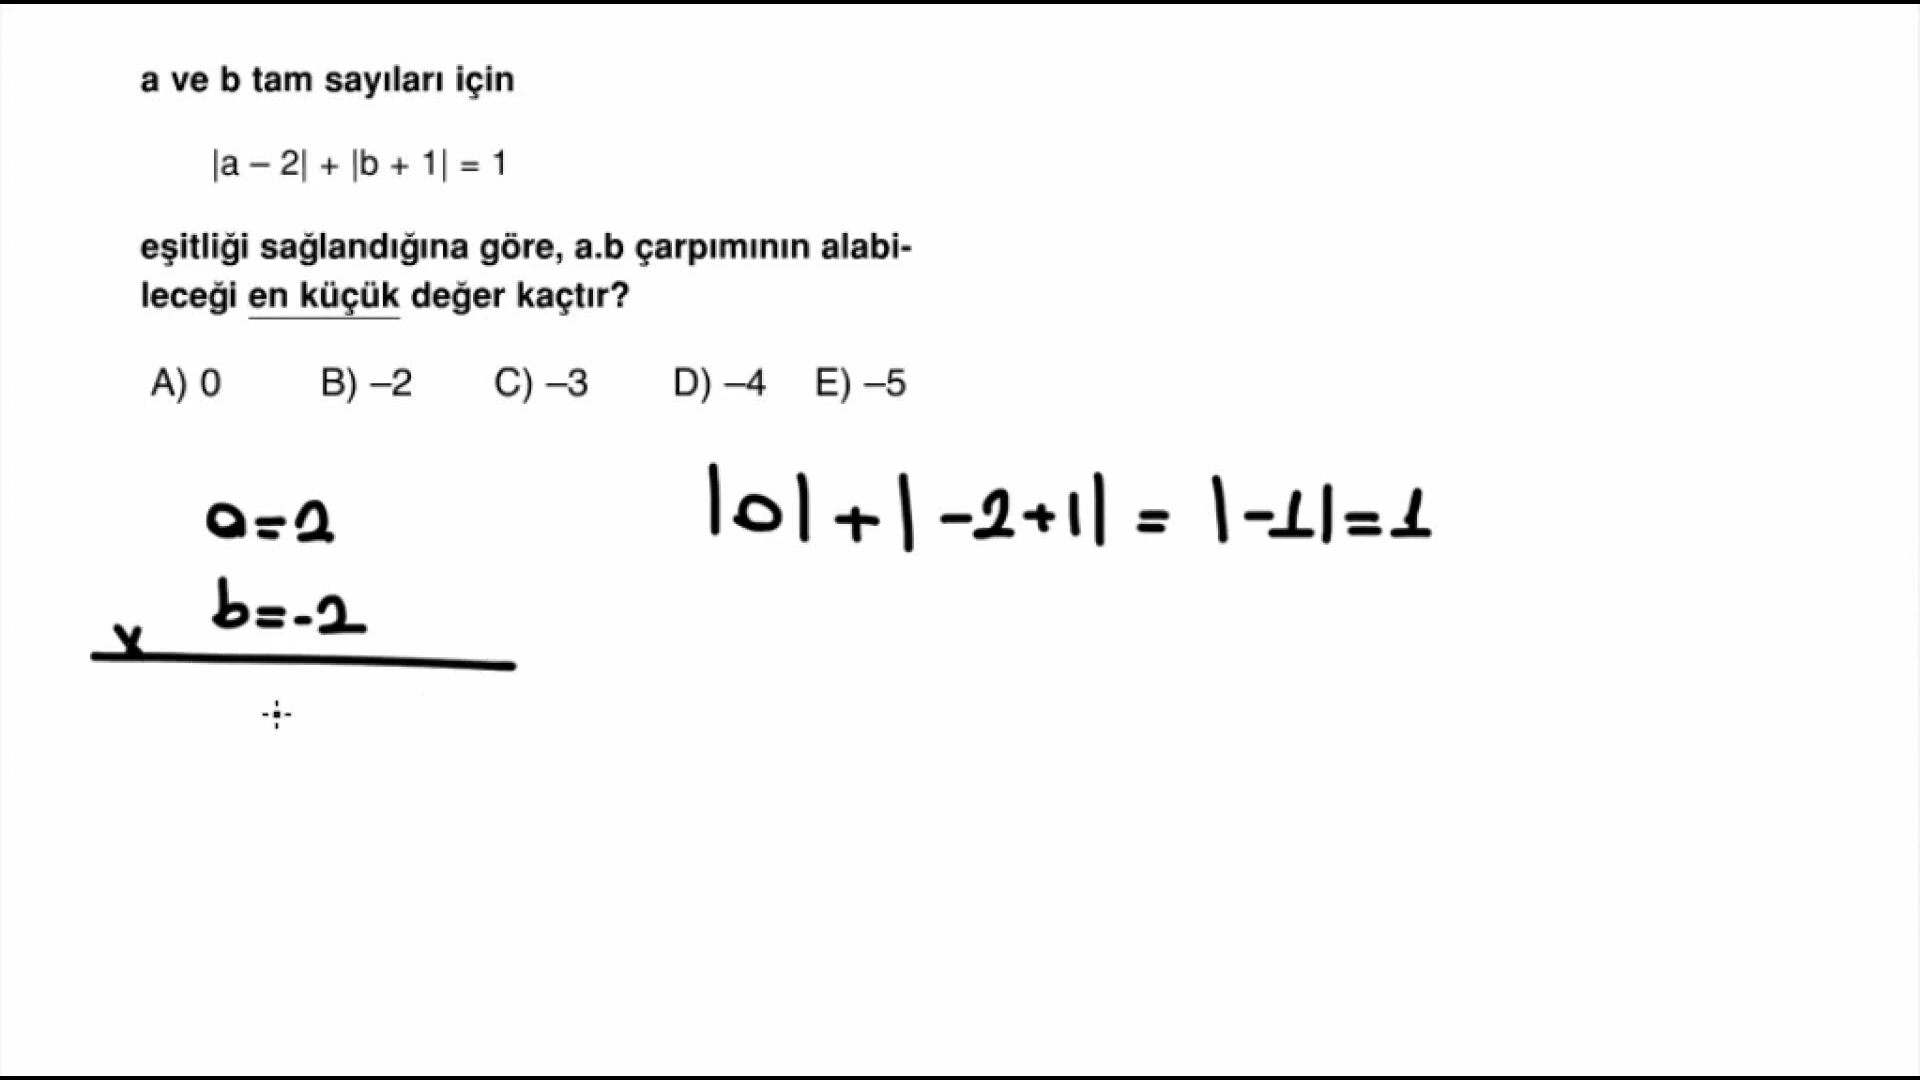 a ve b tam sayıları için
|a – 2| + |b + 1| = 1
eşitliği sağlandığına göre, a.b çarpımının alabi-
leceği en küçük değer kaçtır?
A) 0 B) –2 C) –3 D) –4 E) –5
a=2 |0|+|-2+1| = |-1|=1
b=-2
x